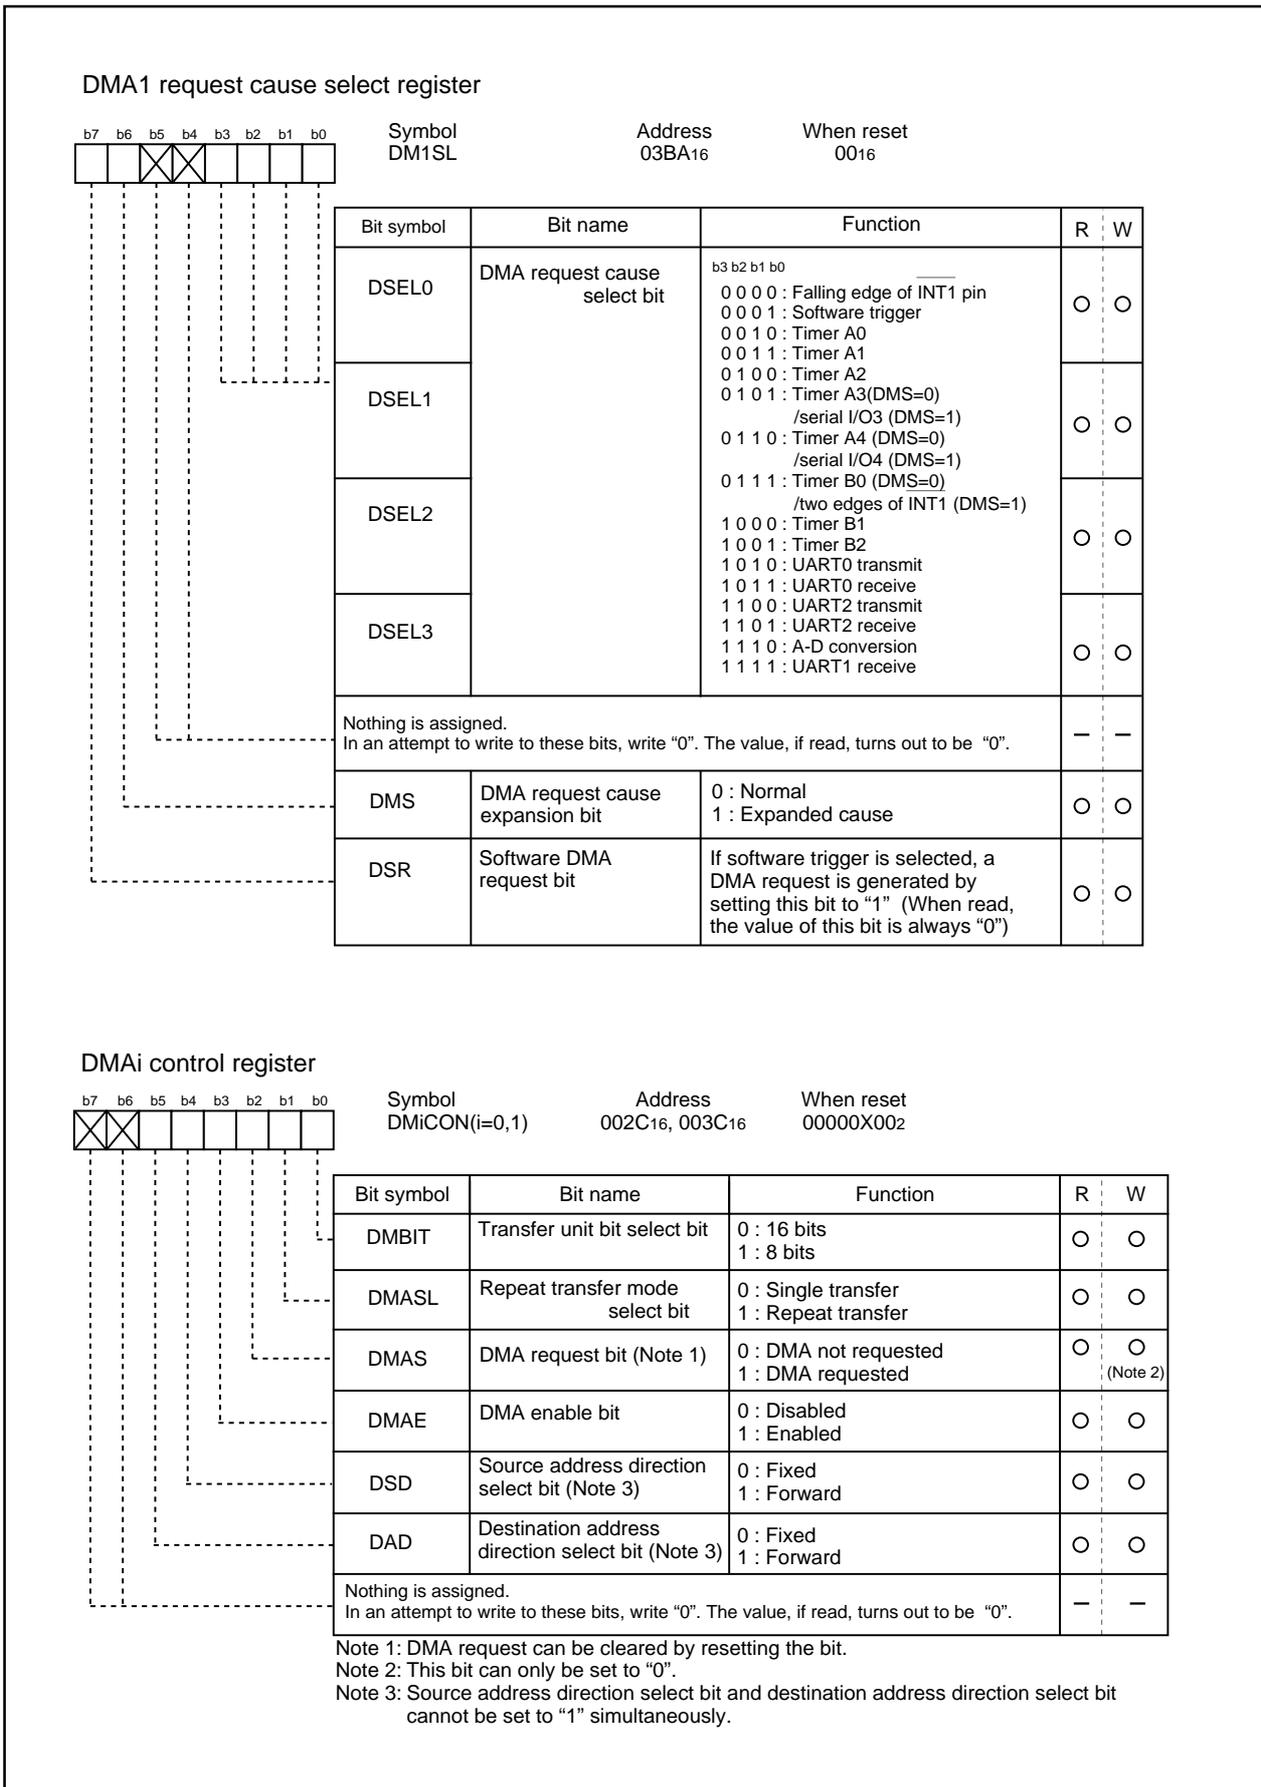 DMA1 request cause select register
b7 b6 b5 b4 b3 b2 b1 b0
Symbol Address When reset
DM1SL 03BA16 0016
Bit symbol Bit name Function R W
DSEL0
DSEL1
DSEL2
DSEL3
DMA request cause
select bit
b3 b2 b1 b0
0 0 0 0 : Falling edge of INT1 pin
0 0 0 1 : Software trigger
0 0 1 0 : Timer A0
0 0 1 1 : Timer A1
0 1 0 0 : Timer A2
0 1 0 1 : Timer A3(DMS=0)
/serial I/O3 (DMS=1)
0 1 1 0 : Timer A4 (DMS=0)
/serial I/O4 (DMS=1)
0 1 1 1 : Timer B0 (DMS=0)
/two edges of INT1 (DMS=1)
1 0 0 0 : Timer B1
1 0 0 1 : Timer B2
1 0 1 0 : UART0 transmit
1 0 1 1 : UART0 receive
1 1 0 0 : UART2 transmit
1 1 0 1 : UART2 receive
1 1 1 0 : A-D conversion
1 1 1 1 : UART1 receive
Nothing is assigned.
In an attempt to write to these bits, write “0”. The value, if read, turns out to be “0”.
DMS
DMA request cause
expansion bit
0 : Normal
1 : Expanded cause
DSR
Software DMA
request bit
If software trigger is selected, a
DMA request is generated by
setting this bit to “1” (When read,
the value of this bit is always “0”)
DMAi control register
b7 b6 b5 b4 b3 b2 b1 b0
Symbol Address When reset
DMiCON(i=0,1) 002C16, 003C16 00000X002
Bit symbol Bit name Function R W
DMBIT
Transfer unit bit select bit
0 : 16 bits
1 : 8 bits
DMASL
Repeat transfer mode
select bit
0 : Single transfer
1 : Repeat transfer
DMAS
DMA request bit (Note 1)
0 : DMA not requested
1 : DMA requested
(Note 2)
DMAE
DMA enable bit
0 : Disabled
1 : Enabled
DSD
Source address direction
select bit (Note 3)
0 : Fixed
1 : Forward
DAD
Destination address
direction select bit (Note 3)
0 : Fixed
1 : Forward
Nothing is assigned.
In an attempt to write to these bits, write “0”. The value, if read, turns out to be “0”.
Note 1: DMA request can be cleared by resetting the bit.
Note 2: This bit can only be set to “0”.
Note 3: Source address direction select bit and destination address direction select bit
cannot be set to “1” simultaneously.